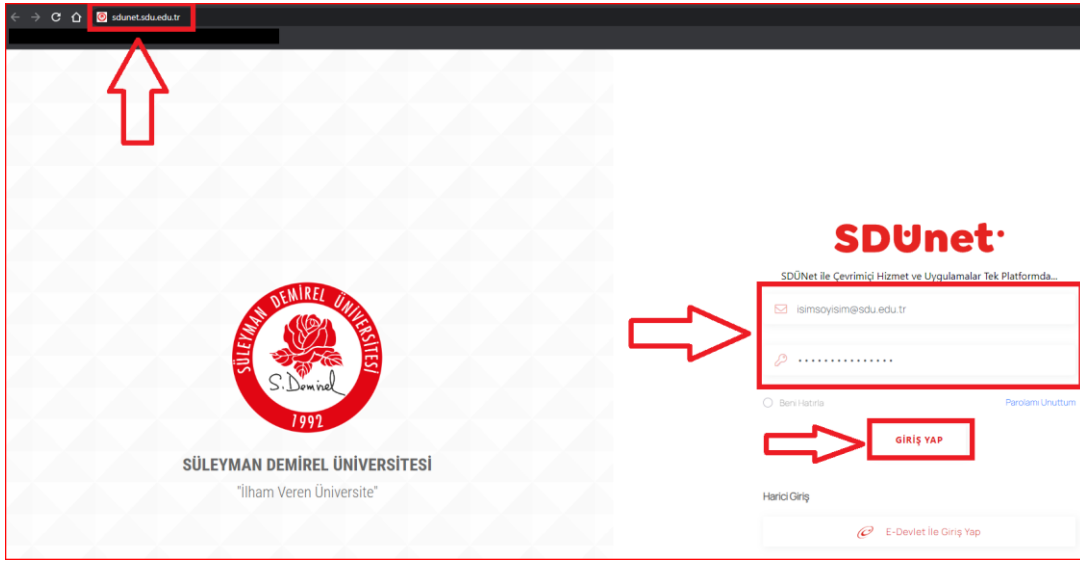 sdunet.sdu.edu.tr
SDÜnet
SDÜNet ile Çevrimiçi Hizmet ve Uygulamalar Tek Platformda...
isimsoyisim@sdu.edu.tr
Beni Hatırla
Parolamı Unuttum
GİRİŞ YAP
Harici Giriş
E-Devlet İle Giriş Yap
SÜLEYMAN DEMİREL ÜNİVERSİTESİ
S. Demirel
1992
SÜLEYMAN DEMİREL ÜNİVERSİTESİ
"İlham Veren Üniversite"